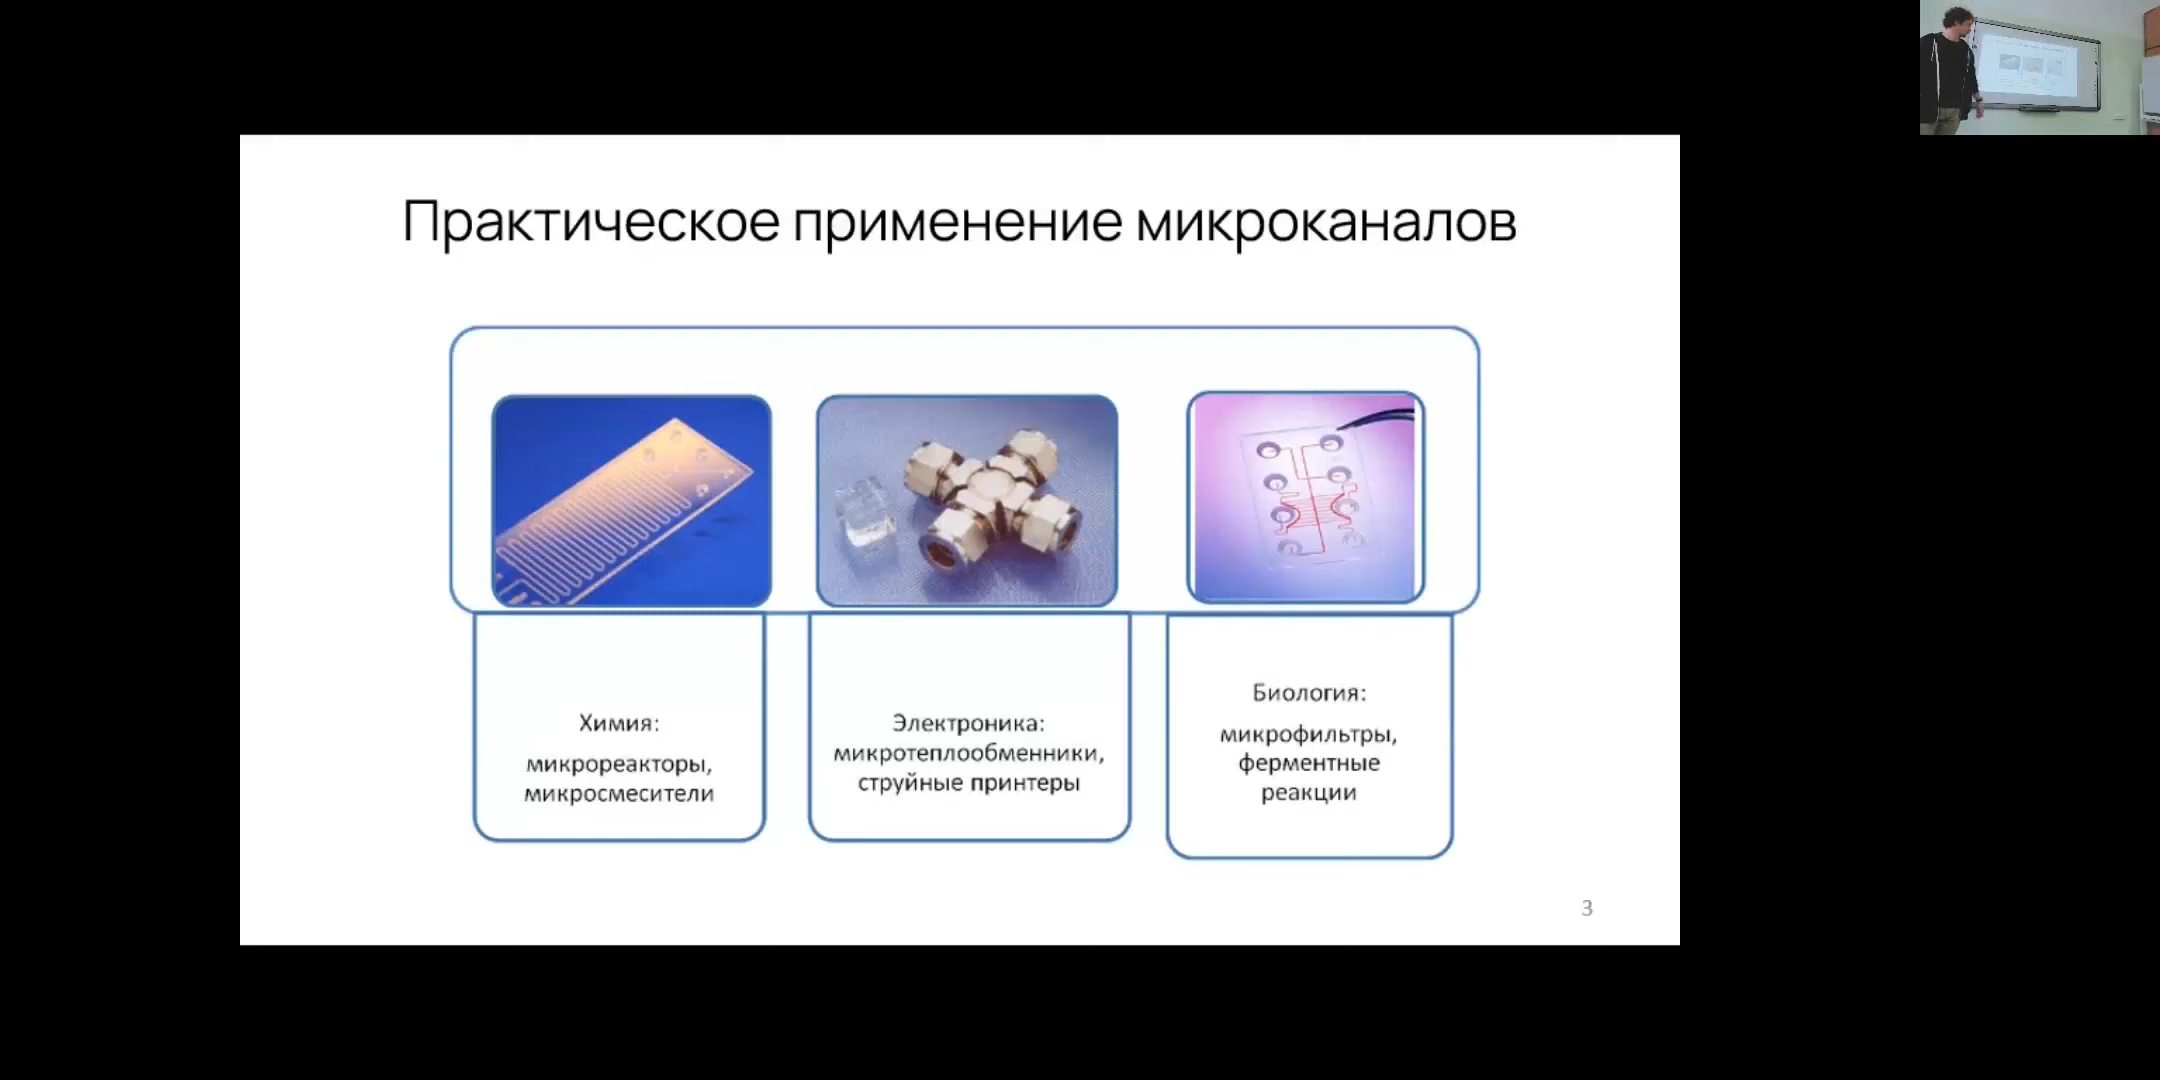 Практическое применение микроканалов
Химия:
микрореакторы,
микросмесители
Электроника:
микротеплообменники,
струйные принтеры
Биология:
микрофильтры,
ферментные
реакции
3